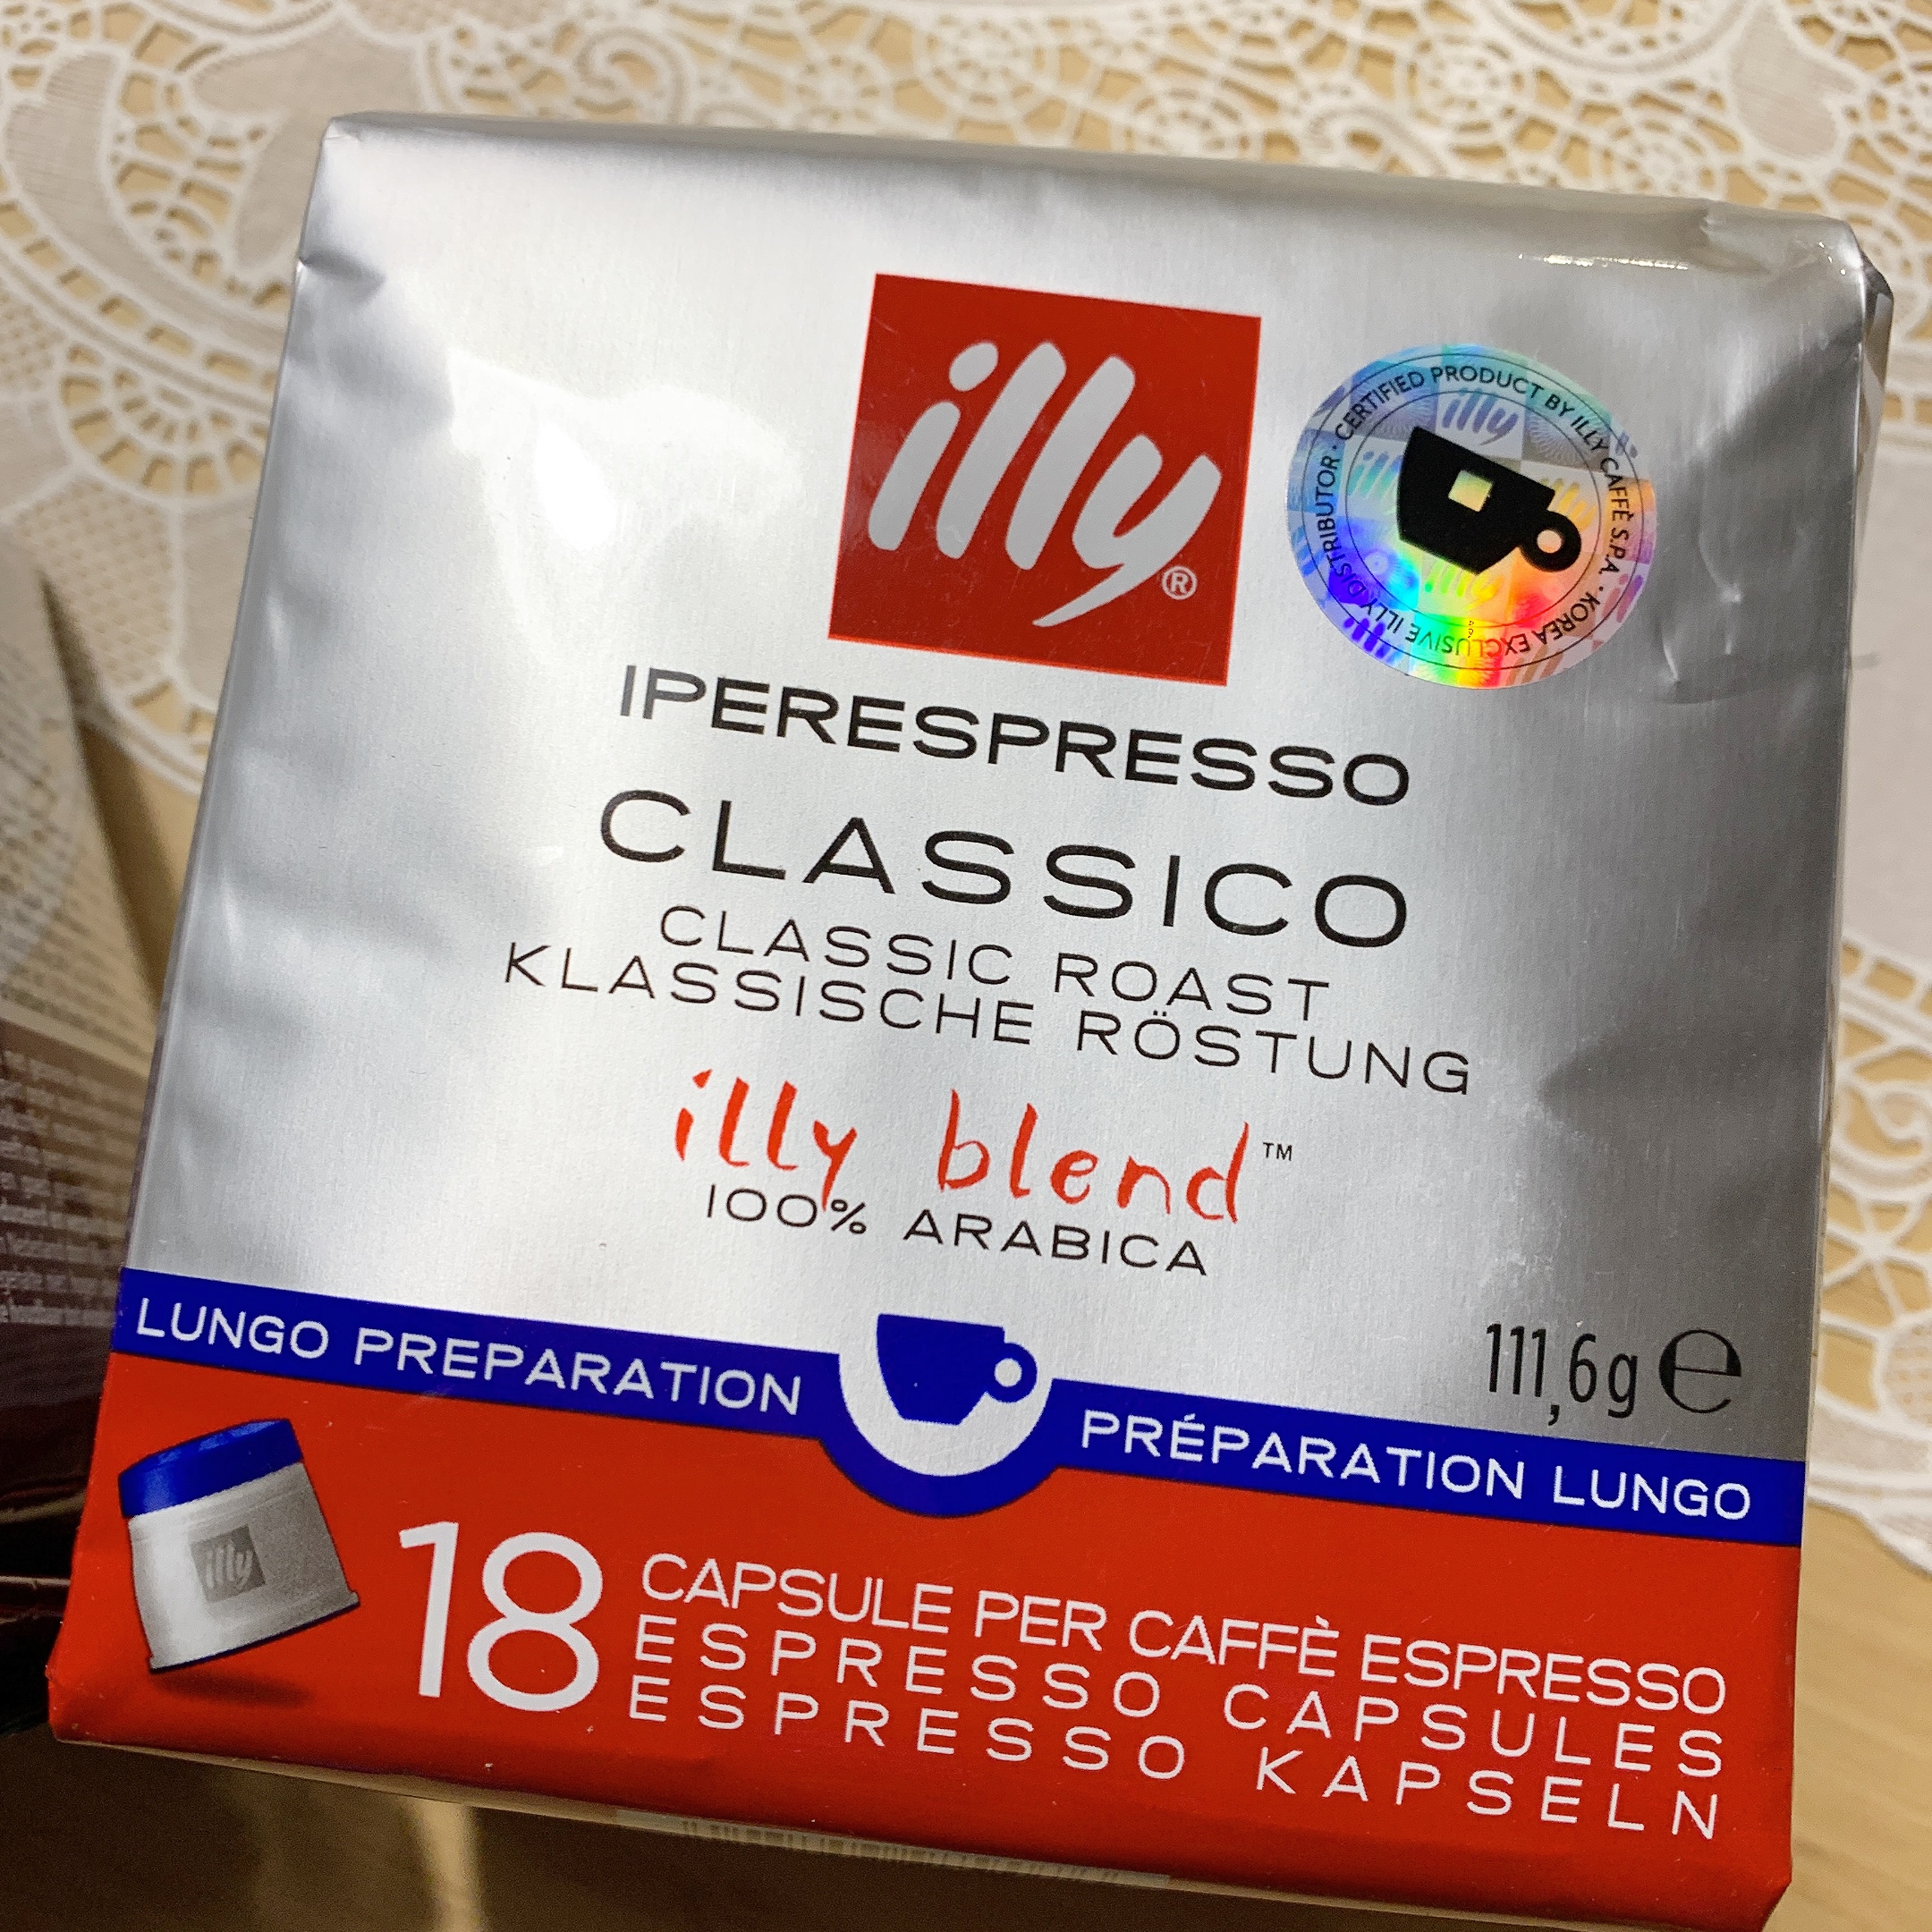 illy®
CERTIFIED PRODUCT BY ILLY CAFFÈ S.P.A. • KOREA EXCLUSIVE ILLY DISTRIBUTOR •
illy
IPERESPRESSO
CLASSICO
CLASSIC ROAST
KLASSISCHE RÖSTUNG
illy blend™
100% ARABICA
111,6g ℮
LUNGO PREPARATION
PRÉPARATION LUNGO
illy
18
CAPSULE PER CAFFÈ ESPRESSO
ESPRESSO CAPSULES
ESPRESSO KAPSELN